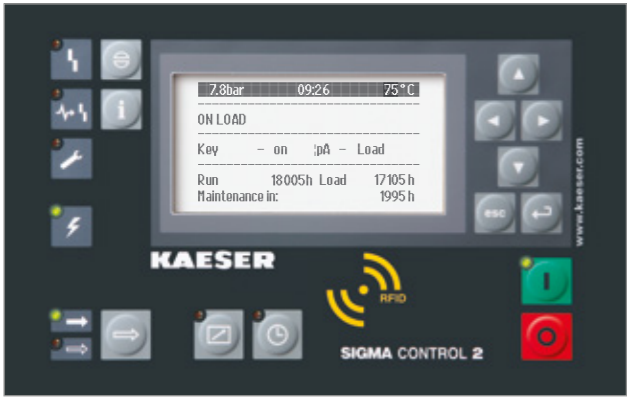 7.8bar 09:26 75°C
ON LOAD
Key - on pA - Load
Run 18005h Load 17105h
Maintenance in: 1995h
esc
www.kaeser.com
KAESER
RFID
SIGMA CONTROL 2